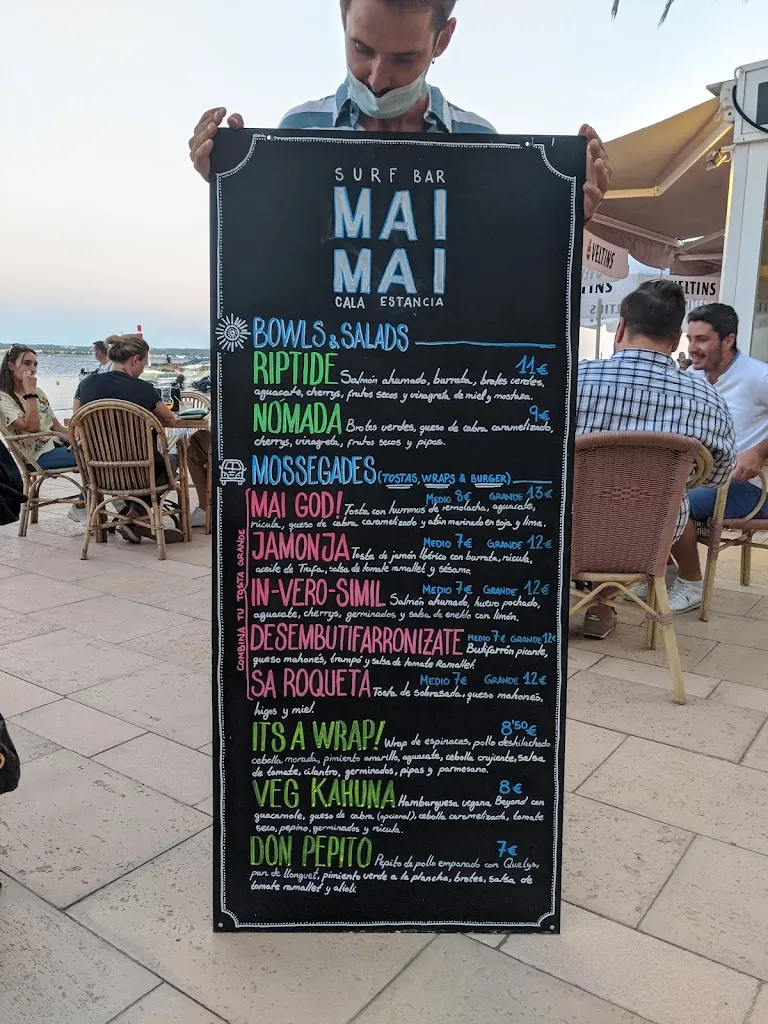 SURF BAR
MAI
MAI
CALA ESTANCIA
VELTINS
ELTINS
BOWLS & SALADS
RIPTIDE 11€
Salmón ahumado, burrata, brotes verdes,
aguacate, cherrys, frutos secos y vinagreta de miel y mostaza.
NOMADA 9€
Brotes verdes, queso de cabra caramelizado,
cherrys, vinagreta, frutos secos y pipas.
MOSSEGADES (TOSTAS, WRAPS & BURGER)
COMBINA TU TOSTA GRANDE
MAI GOD! MEDIO 8€ GRANDE 13€
Tosta con hummus de remolacha, aguacate,
rúcula, queso de cabra caramelizado y atún marinado en soja y lima.
JAMONJA MEDIO 7€ GRANDE 12€
Tosta de jamón Ibérico con burrata, rúcula,
aceite de Trufa, salsa de tomate ramallet y sésamo.
IN-VERO-SIMIL MEDIO 7€ GRANDE 12€
Salmón ahumado, huevo pochado,
aguacate, cherrys, germinados y salsa de eneldo con limón.
DESEMBUTIFARRONIZATE MEDIO 7€ GRANDE 12€
Butifarrón picante,
queso mahonés, trampó y salsa de tomate Ramallet.
SA ROQUETA MEDIO 7€ GRANDE 12€
Tosta de sobrasada, queso mahonés,
higos y miel.
ITS A WRAP! 8'50€
Wrap de espinacas, pollo deshilachado
cebolla morada, pimiento amarillo, aguacate, cebolla crujiente, salsa
de tomate, cilantro, germinados, pipas y parmesano.
VEG KAHUNA 8€
Hamburguesa vegana Beyond con
guacamole, queso de cabra (opcional), cebolla caramelizada, tomate
seco, pepino, germinados y rúcula.
DON PEPITO 7€
Pepito de pollo empanado con Quelys,
pan de llonguet, pimiento verde a la plancha, brotes, salsa de
tomate ramallet y alioli.